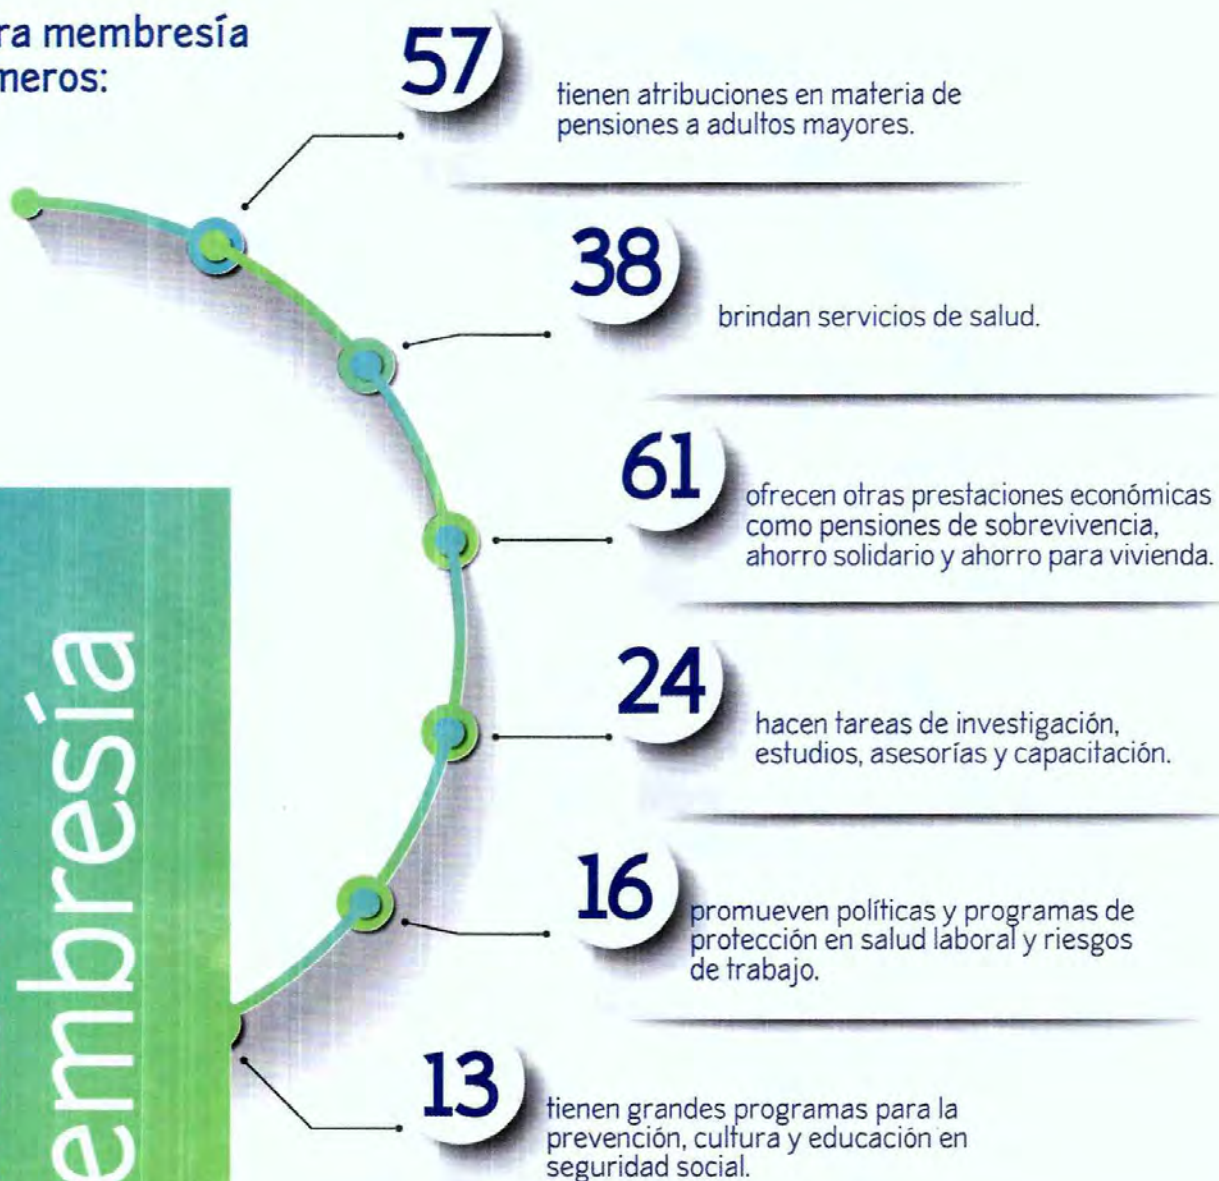 ra membresía
meros:
57
tienen atribuciones en materia de
pensiones a adultos mayores.
38
brindan servicios de salud.
61
ofrecen otras prestaciones económicas
como pensiones de sobrevivencia,
ahorro solidario y ahorro para vivienda.
24
hacen tareas de investigación,
estudios, asesorías y capacitación.
16
promueven políticas y programas de
protección en salud laboral y riesgos
de trabajo.
13
tienen grandes programas para la
prevención, cultura y educación en
seguridad social.
embresía